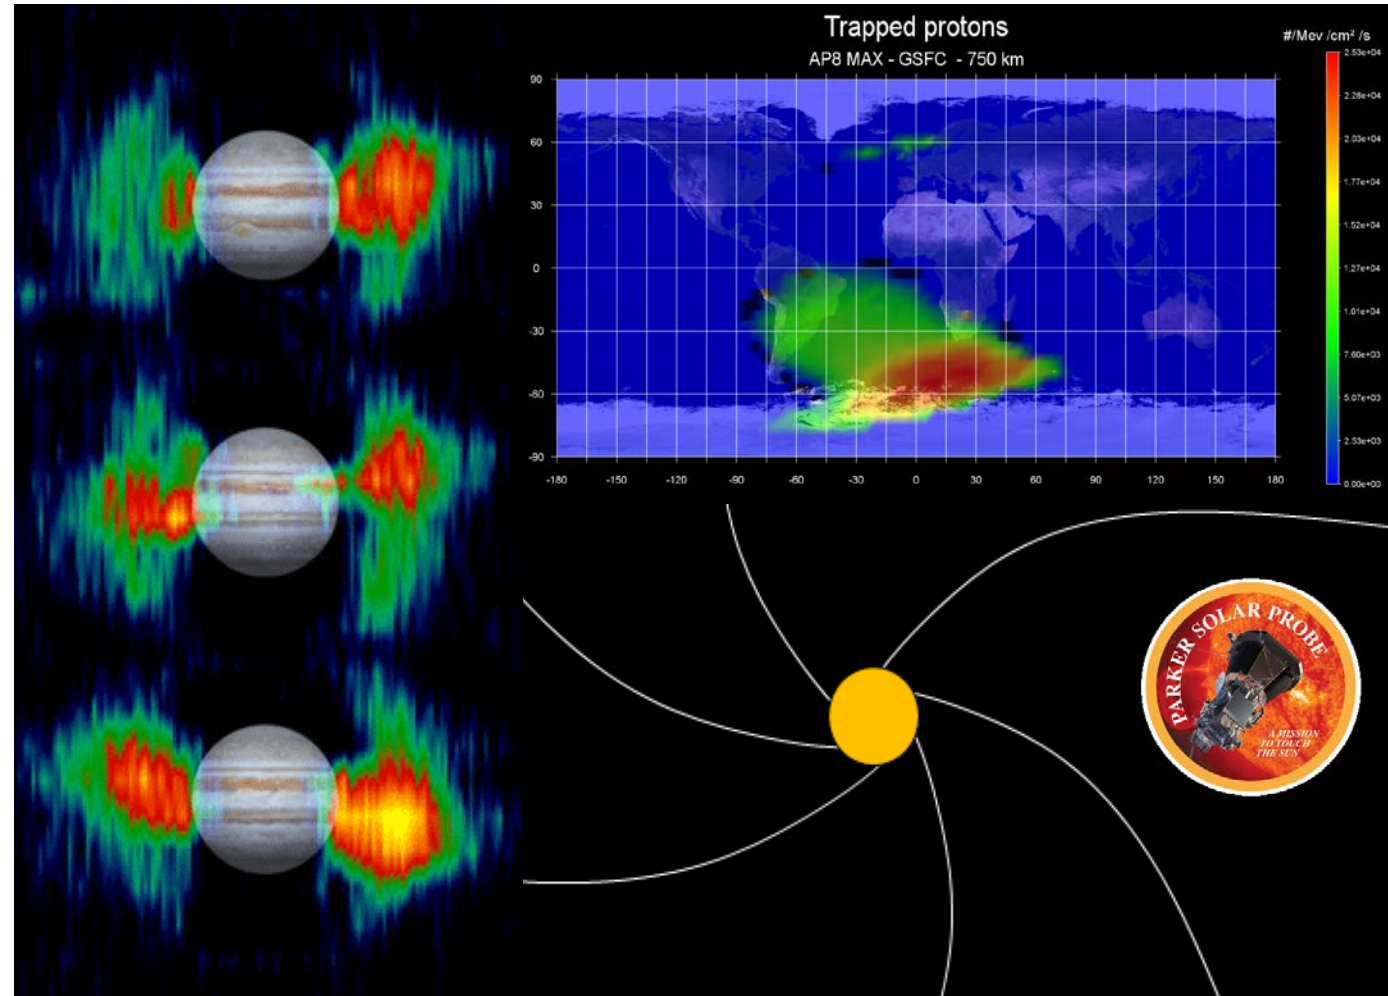 Trapped protons
AP8 MAX - GSFC - 750 km
#/Mev /cm² /s
90
60
30
0
-30
-60
-90
-180
-150
-120
-90
-60
-30
0
30
60
90
120
150
180
2.53e+04
2.28e+04
2.03e+04
1.77e+04
1.52e+04
1.27e+04
1.01e+04
7.60e+03
5.07e+03
2.53e+03
0.00e+00
PARKER SOLAR PROBE
A MISSION
TO TOUCH
THE SUN